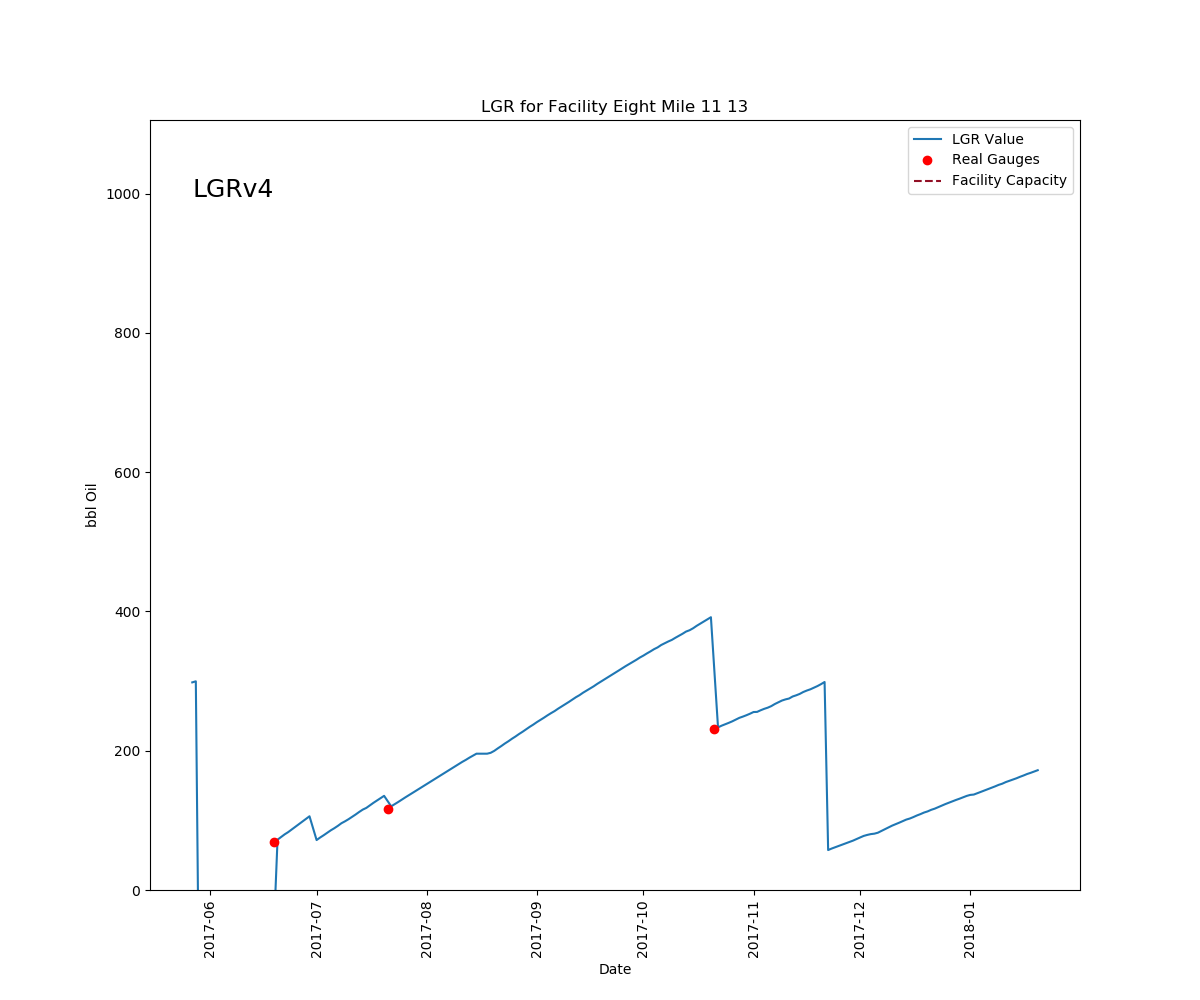 LGR for Facility Eight Mile 11 13
LGR Value
Real Gauges
Facility Capacity
LGRv4
1000
800
600
400
200
0
bbl Oil
2017-06
2017-07
2017-08
2017-09
2017-10
2017-11
2017-12
2018-01
Date